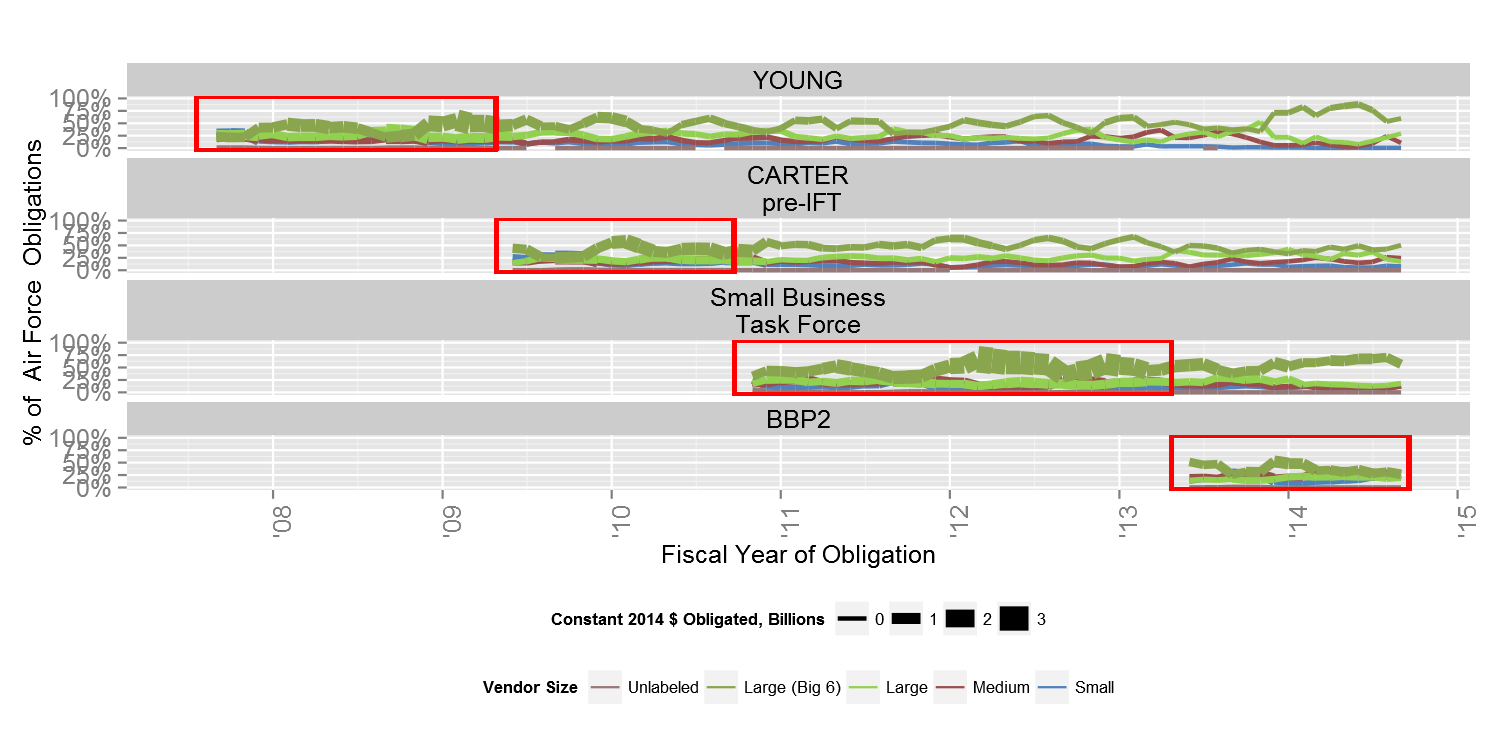 YOUNG
100%
75%
50%
25%
0%
CARTER
pre-IFT
100%
75%
50%
25%
0%
Small Business
Task Force
100%
75%
50%
25%
0%
BBP2
100%
75%
50%
25%
0%
% of  Air Force  Obligations
'08
'09
'10
'11
'12
'13
'14
'15
Fiscal Year of Obligation
Constant 2014 $ Obligated, Billions 0 1 2 3
Vendor Size Unlabeled Large (Big 6) Large Medium Small